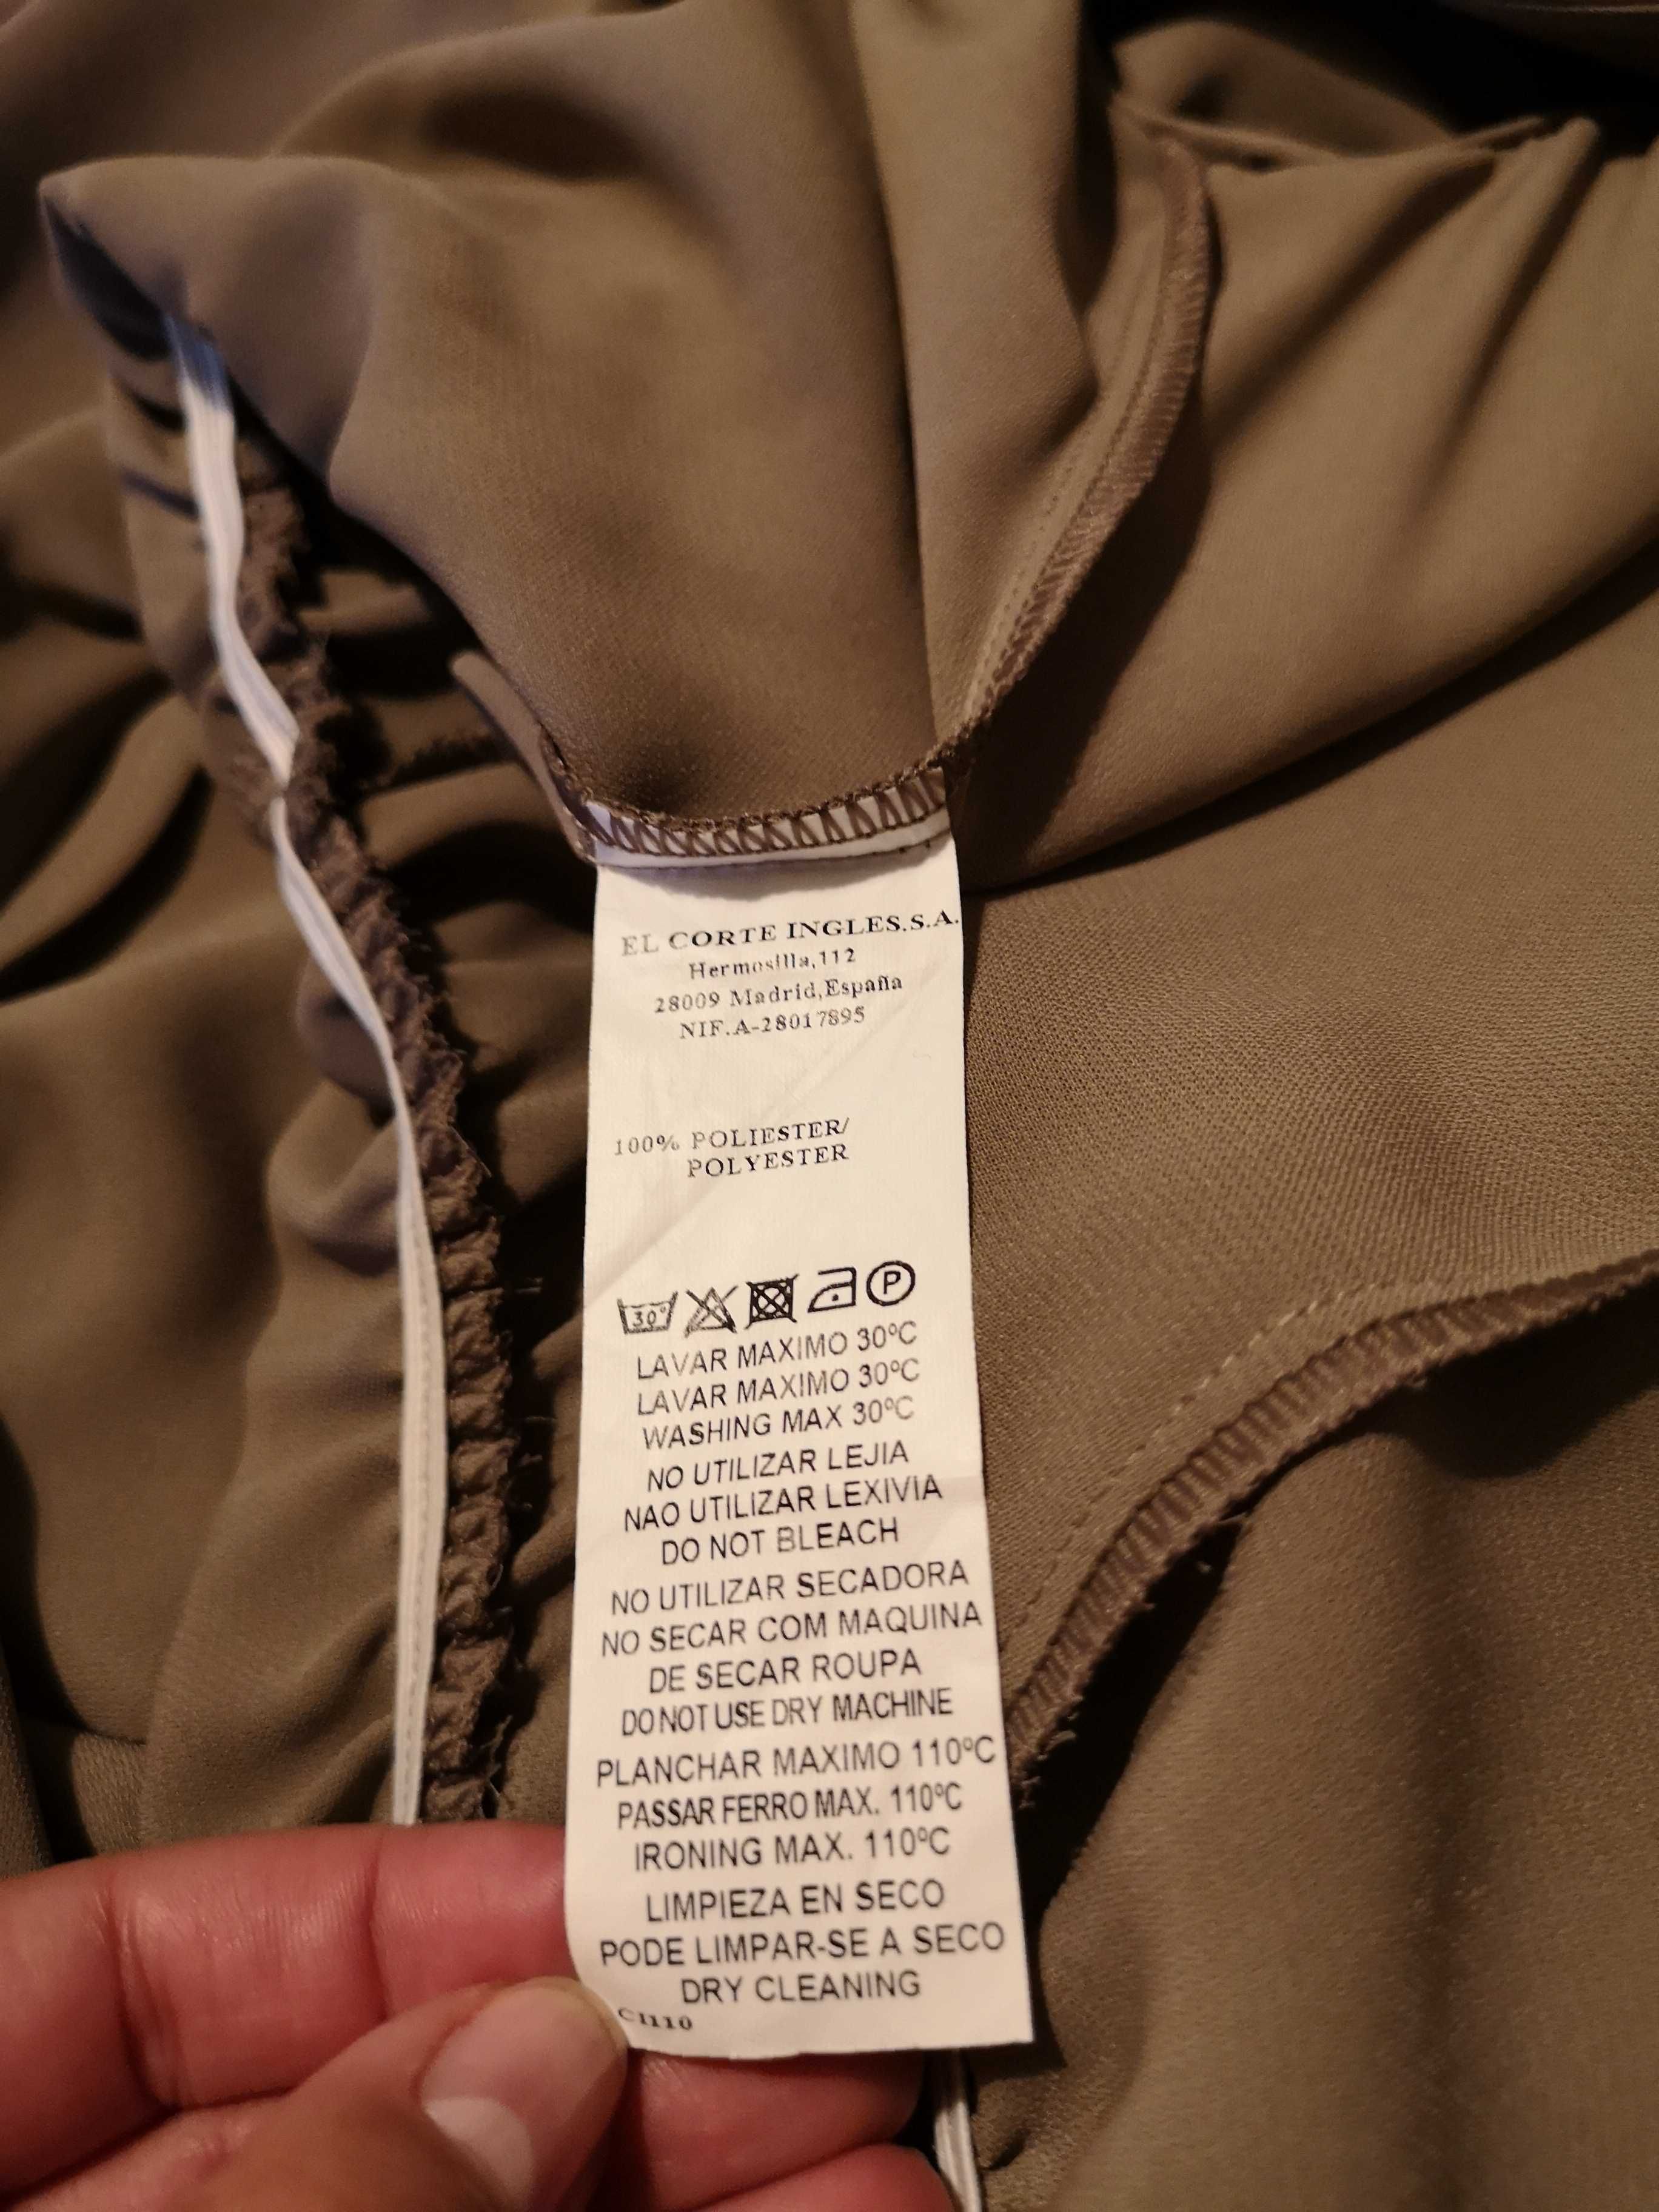 EL CORTE INGLES.S.A.
Hermosilla,112
28009 Madrid,España
NIF.A-28017895
100% POLIESTER/
POLYESTER
30° P
LAVAR MAXIMO 30ºC
LAVAR MAXIMO 30ºC
WASHING MAX 30ºC
NO UTILIZAR LEJIA
NAO UTILIZAR LEXIVIA
DO NOT BLEACH
NO UTILIZAR SECADORA
NO SECAR COM MAQUINA
DE SECAR ROUPA
DO NOT USE DRY MACHINE
PLANCHAR MAXIMO 110ºC
PASSAR FERRO MAX. 110ºC
IRONING MAX. 110ºC
LIMPIEZA EN SECO
PODE LIMPAR-SE A SECO
DRY CLEANING